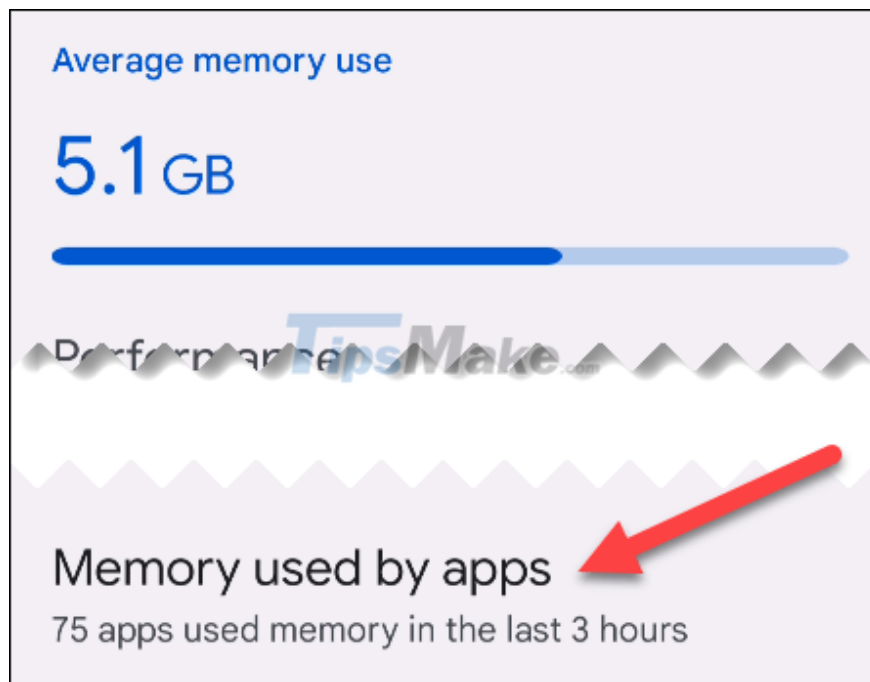 Average memory use
5.1 GB
Performance
TipsMake.com
Memory used by apps
75 apps used memory in the last 3 hours